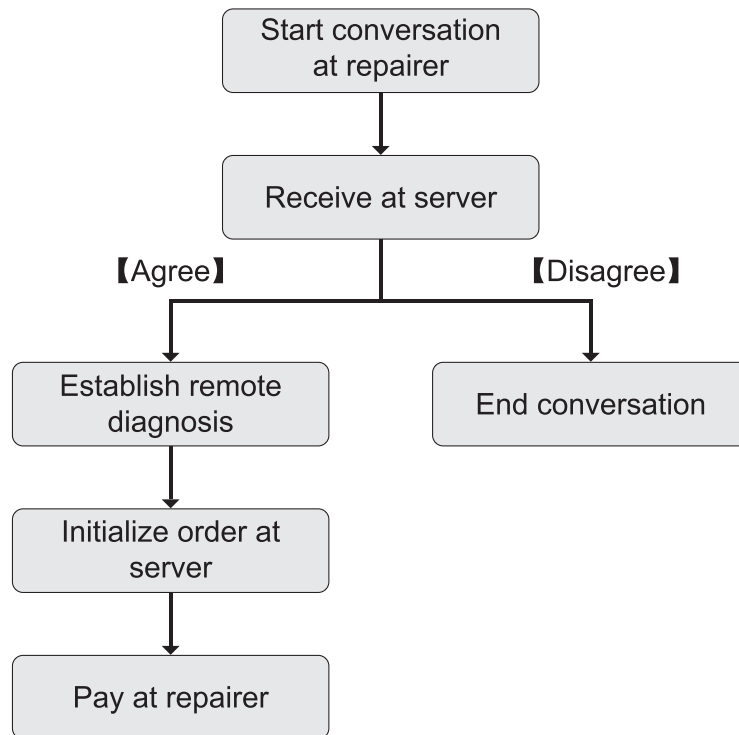 Start conversation
at repairer
Receive at server
【Agree】
【Disagree】
Establish remote
diagnosis
End conversation
Initialize order at
server
Pay at repairer